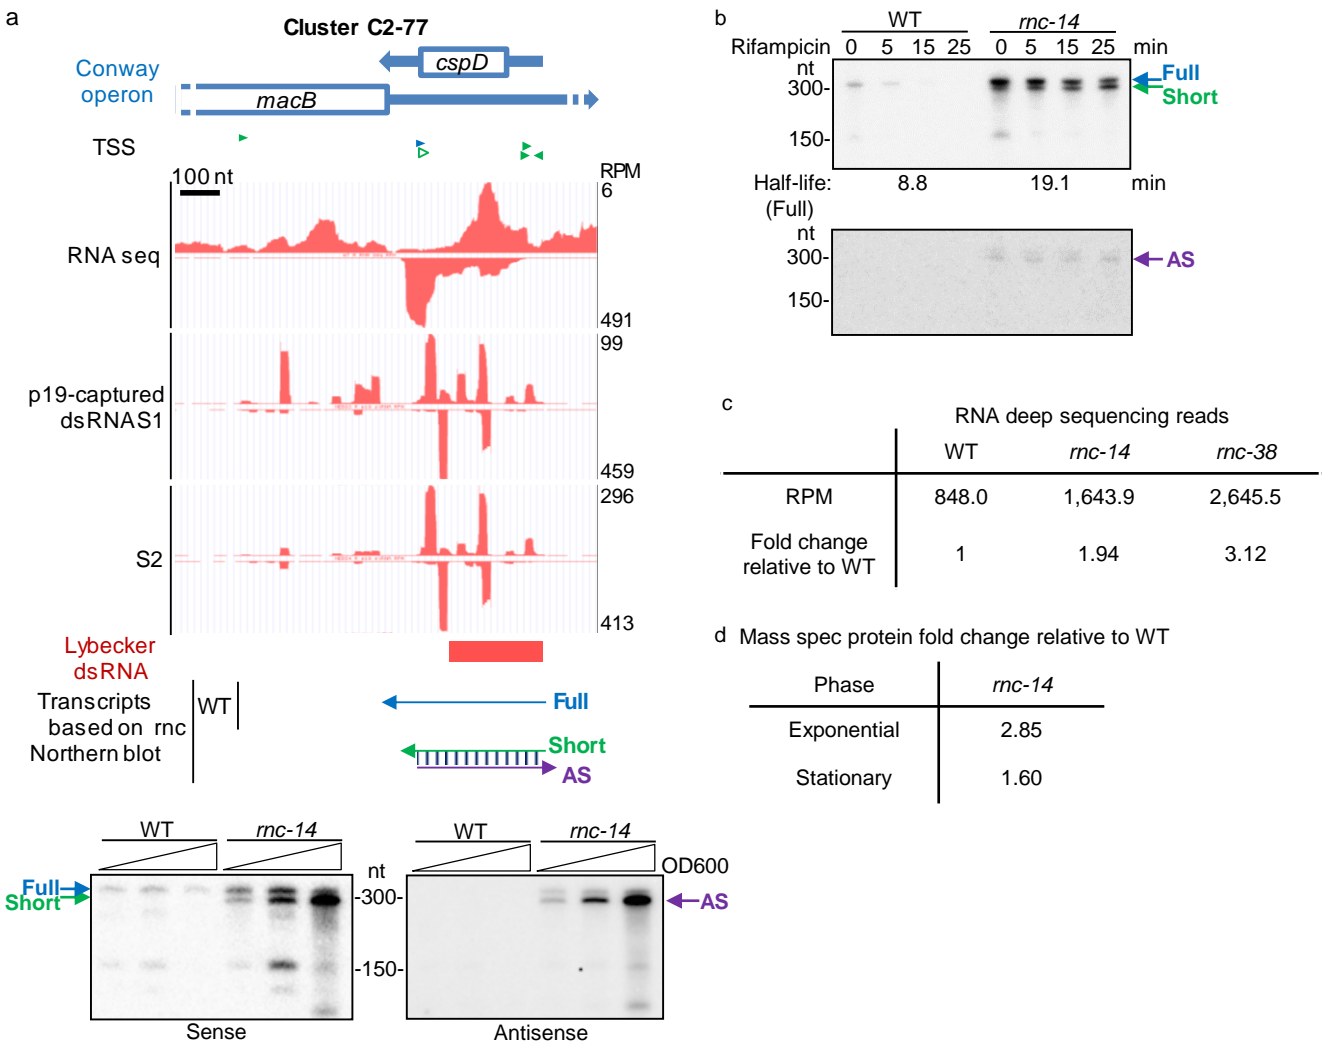 a
Cluster C2-77
Conway
operon
cspD
macB
TSS
100 nt
RPM
6
RNA seq
491
99
p19-captured
dsRNA S1
459
296
S2
413
Lybecker
dsRNA
Transcripts
based on rnc
Northern blot
WT
Full
Short
AS
WT
rnc-14
WT
rnc-14
OD600
nt
Full
Short
-300-
AS
-150-
Sense
Antisense
b
WT
rnc-14
Rifampicin 0 5 15 25 0 5 15 25 min
nt
300-
Full
Short
150-
Half-life: 8.8 19.1 min
(Full)
nt
300-
AS
150-
c
RNA deep sequencing reads
WT rnc-14 rnc-38
RPM 848.0 1,643.9 2,645.5
Fold change
relative to WT 1 1.94 3.12
d Mass spec protein fold change relative to WT
Phase rnc-14
Exponential 2.85
Stationary 1.60